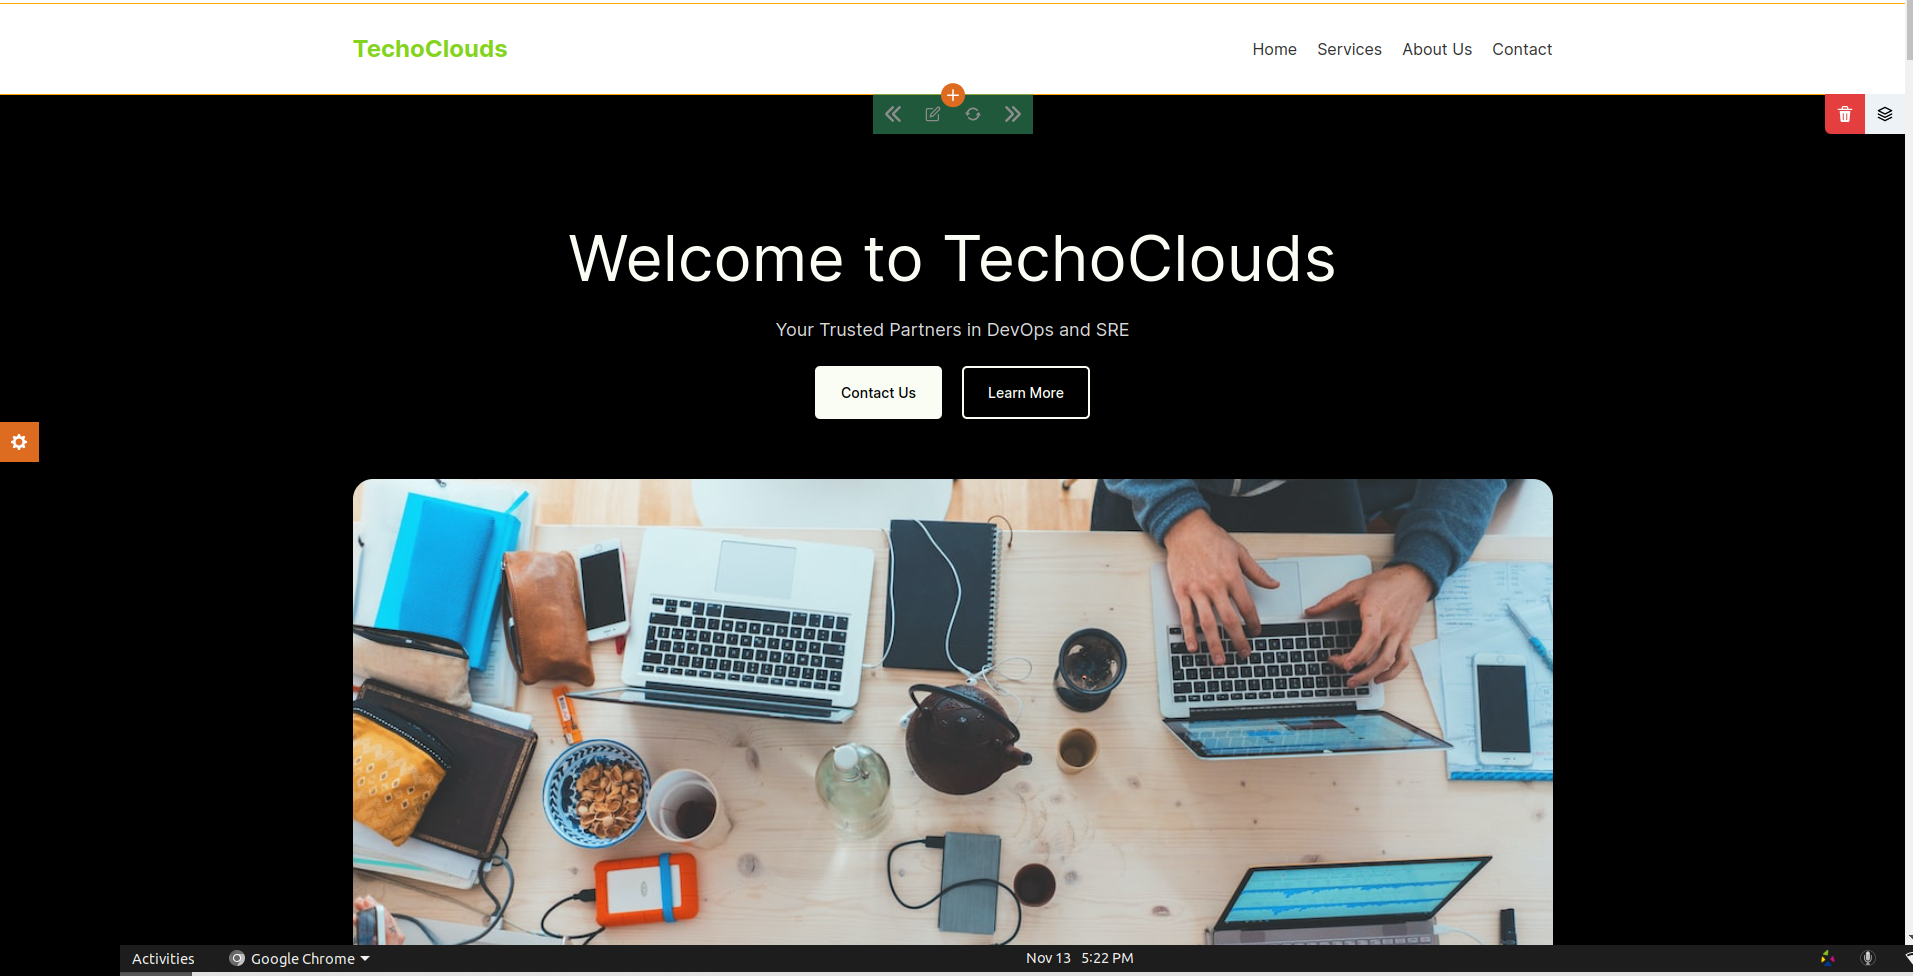 TechoClouds
Home Services About Us Contact
Welcome to TechoClouds
Your Trusted Partners in DevOps and SRE
Contact Us Learn More
Activities Google Chrome Nov 13 5:22 PM